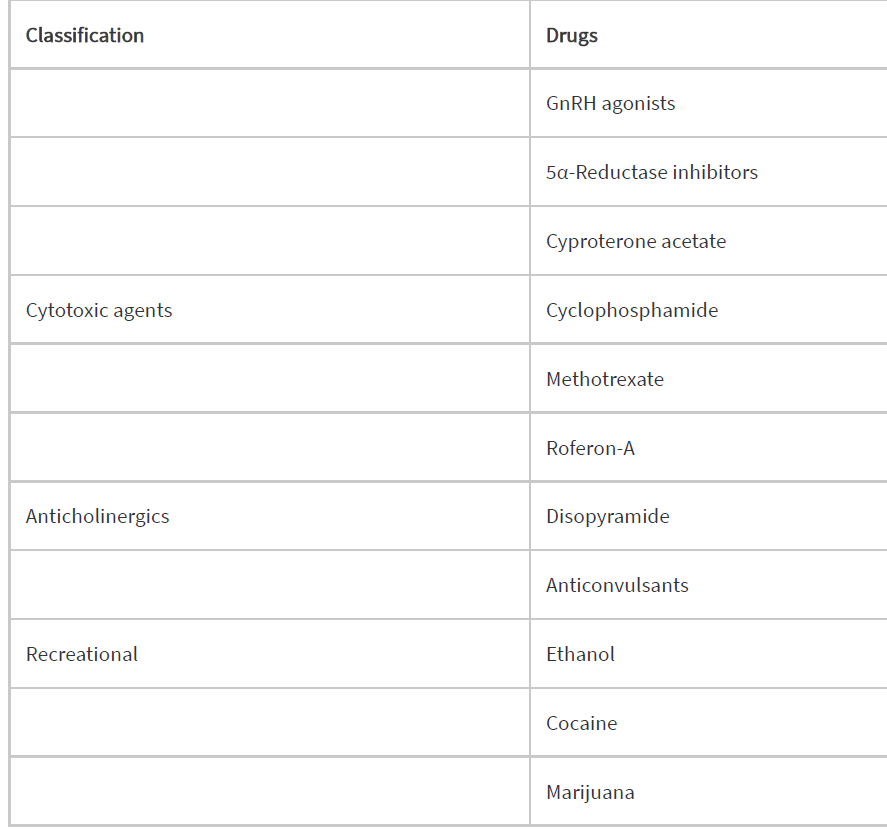 Classification Drugs
GnRH agonists
5α-Reductase inhibitors
Cyproterone acetate
Cytotoxic agents Cyclophosphamide
Methotrexate
Roferon-A
Anticholinergics Disopyramide
Anticonvulsants
Recreational Ethanol
Cocaine
Marijuana